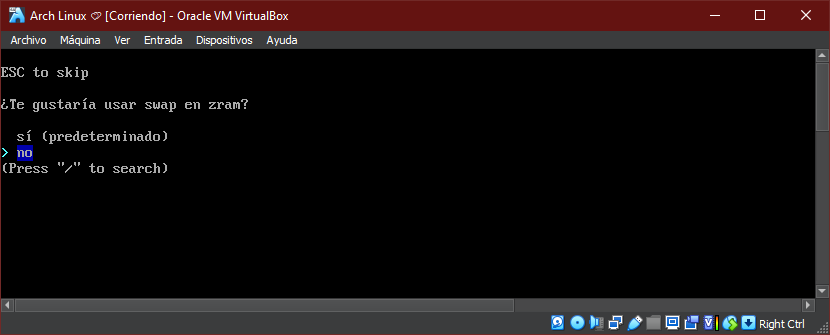 Arch Linux [Corriendo] - Oracle VM VirtualBox
Archivo Máquina Ver Entrada Dispositivos Ayuda
ESC to skip
¿Te gustaría usar swap en zram?
sí (predeterminado)
> no
(Press "/" to search)
Right Ctrl